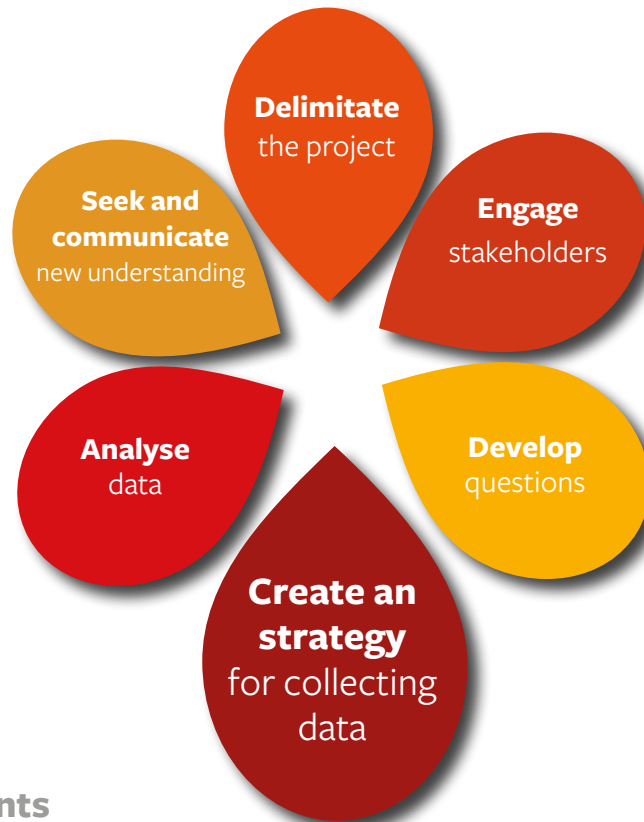 Delimitate
the project
Engage
stakeholders
Develop
questions
Create an
strategy
for collecting
data
Analyse
data
Seek and
communicate
new understanding
nts